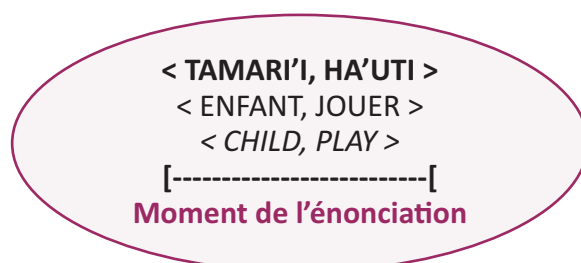 < TAMARI’I, HA’UTI >
< ENFANT, JOUER >
< CHILD, PLAY >
[---------------------------[
Moment de l’énonciation